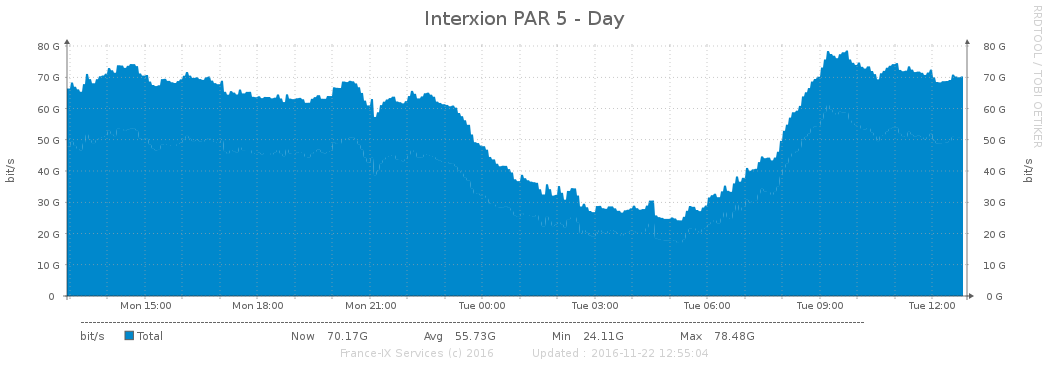 Interxion PAR 5 - Day
RRDTOOL / TOBI OETIKER
bit/s
80 G 80 G
70 G 70 G
60 G 60 G
50 G 50 G
40 G 40 G
30 G 30 G
20 G 20 G
10 G 10 G
0 0 G
bit/s
Mon 15:00 Mon 18:00 Mon 21:00 Tue 00:00 Tue 03:00 Tue 06:00 Tue 09:00 Tue 12:00
bit/s Total Now 70.17G Avg 55.73G Min 24.11G Max 78.48G
France-IX Services (c) 2016 Updated : 2016-11-22 12:55:04